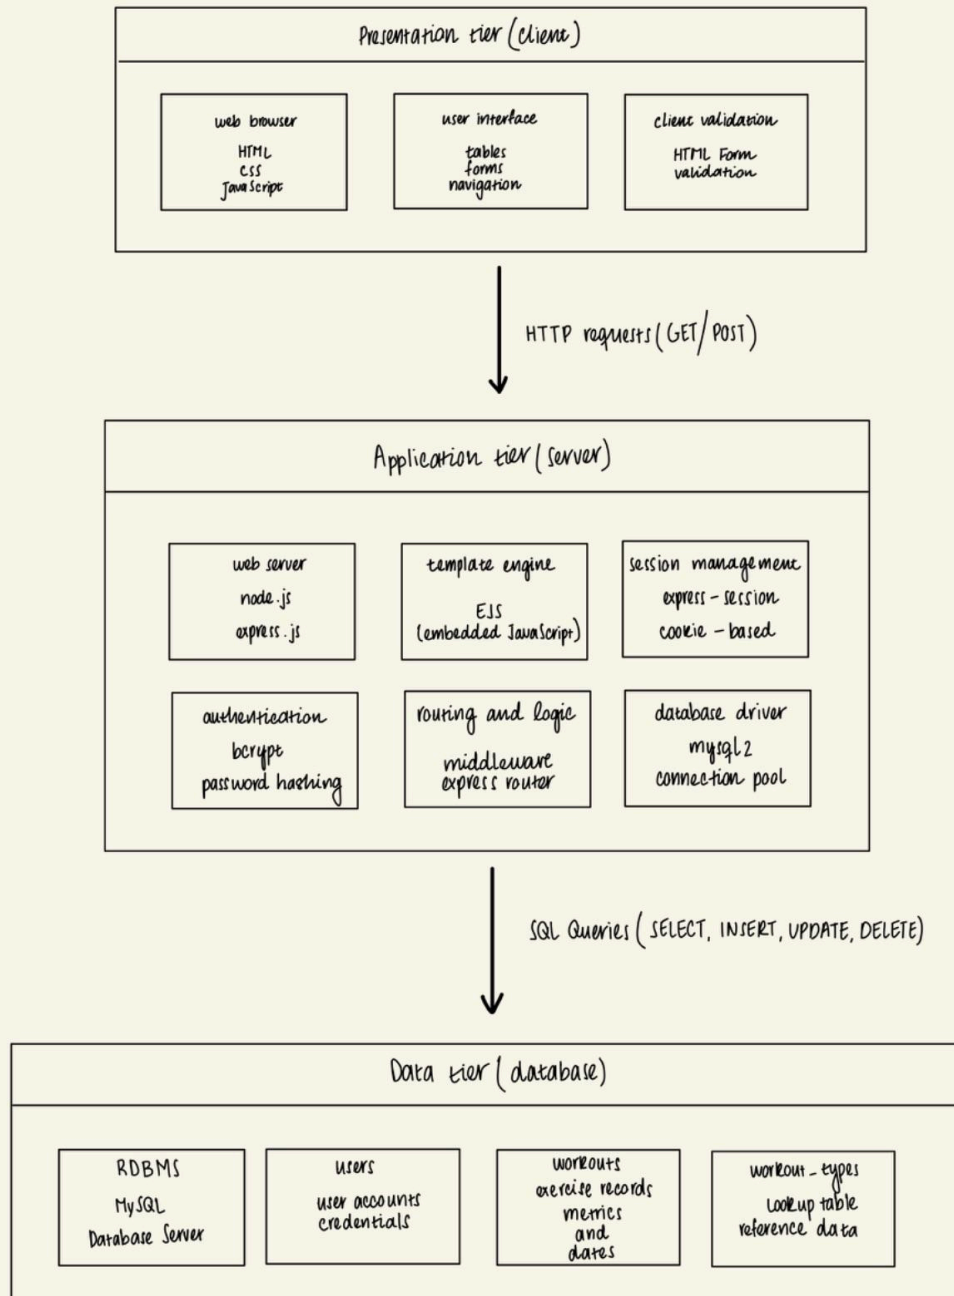 Presentation tier (client)
web browser
HTML
CSS
JavaScript
user interface
tables
forms
navigation
client validation
HTML Form
validation
HTTP requests (GET/POST)
Application tier (server)
web server
node.js
express.js
template engine
EJS
(embedded JavaScript)
session management
express-session
cookie-based
authentication
bcrypt
password hashing
routing and logic
middleware
express router
database driver
mysql2
connection pool
SQL Queries (SELECT, INSERT, UPDATE, DELETE)
Data tier (database)
RDBMS
MySQL
Database Server
users
user accounts
credentials
workouts
exercise records
metrics
and
dates
workout_types
Lookup table
reference data